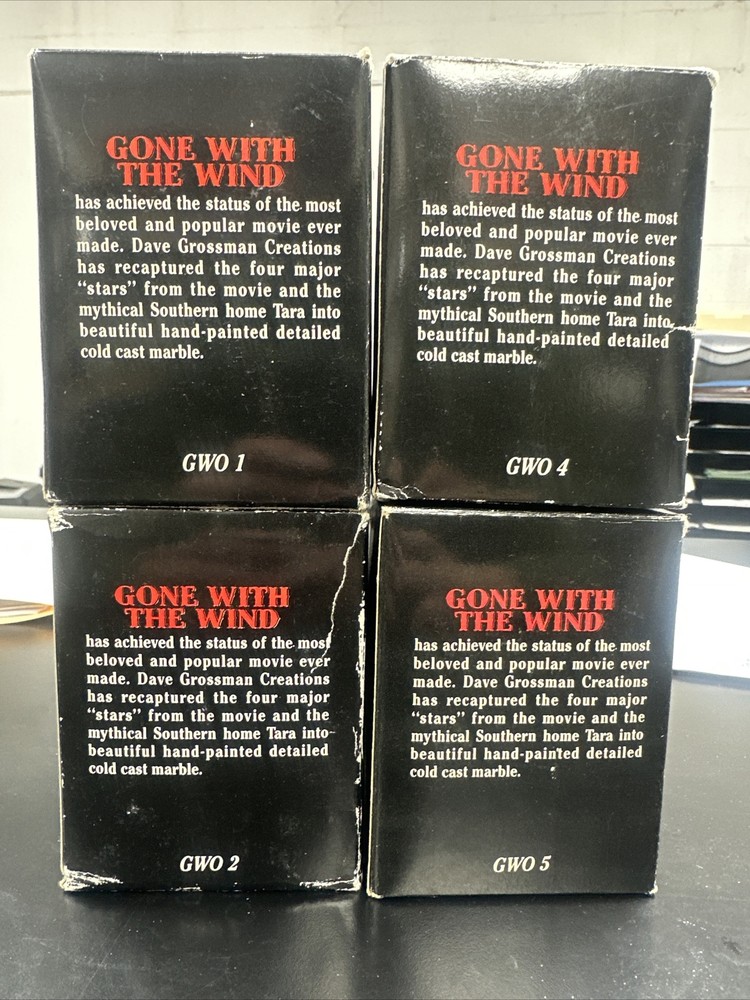 GONE WITH
THE WIND
has achieved the status of the most
beloved and popular movie ever
made. Dave Grossman Creations
has recaptured the four major
“stars” from the movie and the
mythical Southern home Tara into
beautiful hand-painted detailed
cold cast marble.
GWO 1
GONE WITH
THE WIND
has achieved the status of the most
beloved and popular movie ever
made. Dave Grossman Creations
has recaptured the four major
“stars” from the movie and the
mythical Southern home Tara into
beautiful hand-painted detailed
cold cast marble.
GWO 4
GONE WITH
THE WIND
has achieved the status of the most
beloved and popular movie ever
made. Dave Grossman Creations
has recaptured the four major
“stars” from the movie and the
mythical Southern home Tara into
beautiful hand-painted detailed
cold cast marble.
GWO 2
GONE WITH
THE WIND
has achieved the status of the most
beloved and popular movie ever
made. Dave Grossman Creations
has recaptured the four major
“stars” from the movie and the
mythical Southern home Tara into
beautiful hand-painted detailed
cold cast marble.
GWO 5